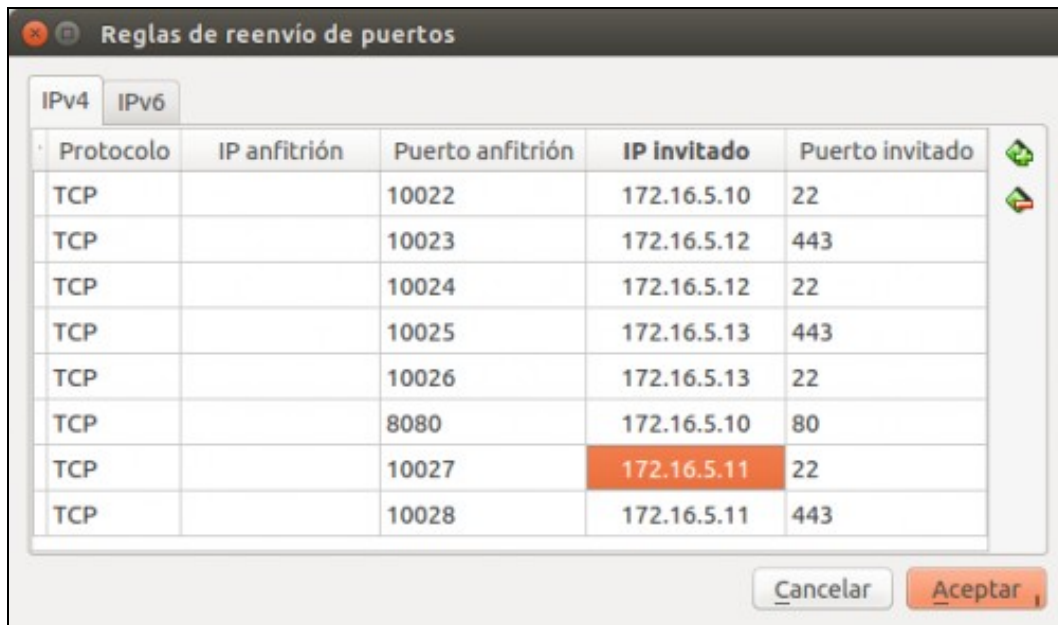 Reglas de reenvío de puertos
IPv4 IPv6
Protocolo IP anfitrión Puerto anfitrión IP invitado Puerto invitado
TCP 10022 172.16.5.10 22
TCP 10023 172.16.5.12 443
TCP 10024 172.16.5.12 22
TCP 10025 172.16.5.13 443
TCP 10026 172.16.5.13 22
TCP 8080 172.16.5.10 80
TCP 10027 172.16.5.11 22
TCP 10028 172.16.5.11 443
Cancelar Aceptar